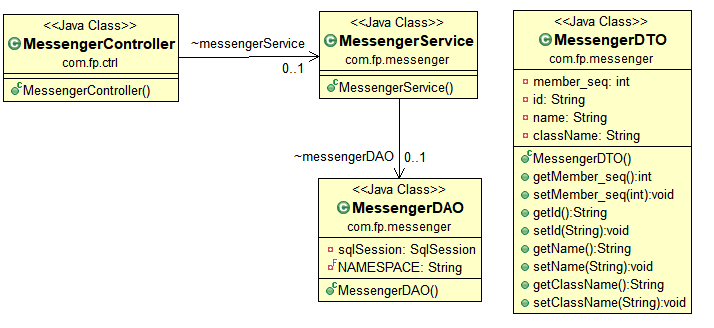 <<Java Class>>
MessengerController
com.fp.ctrl
MessengerController()
~messengerService
0..1
<<Java Class>>
MessengerService
com.fp.messenger
MessengerService()
~messengerDAO
0..1
<<Java Class>>
MessengerDAO
com.fp.messenger
sqlSession: SqlSession
NAMESPACE: String
MessengerDAO()
<<Java Class>>
MessengerDTO
com.fp.messenger
member_seq: int
id: String
name: String
className: String
MessengerDTO()
getMember_seq():int
setMember_seq(int):void
getId():String
setId(String):void
getName():String
setName(String):void
getClassName():String
setClassName(String):void